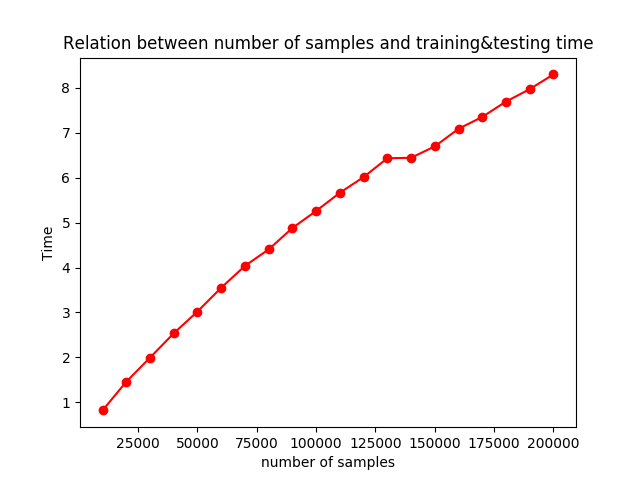 Relation between number of samples and training&testing time
8
7
6
5
4
3
2
1
Time
25000 50000 75000 100000 125000 150000 175000 200000
number of samples